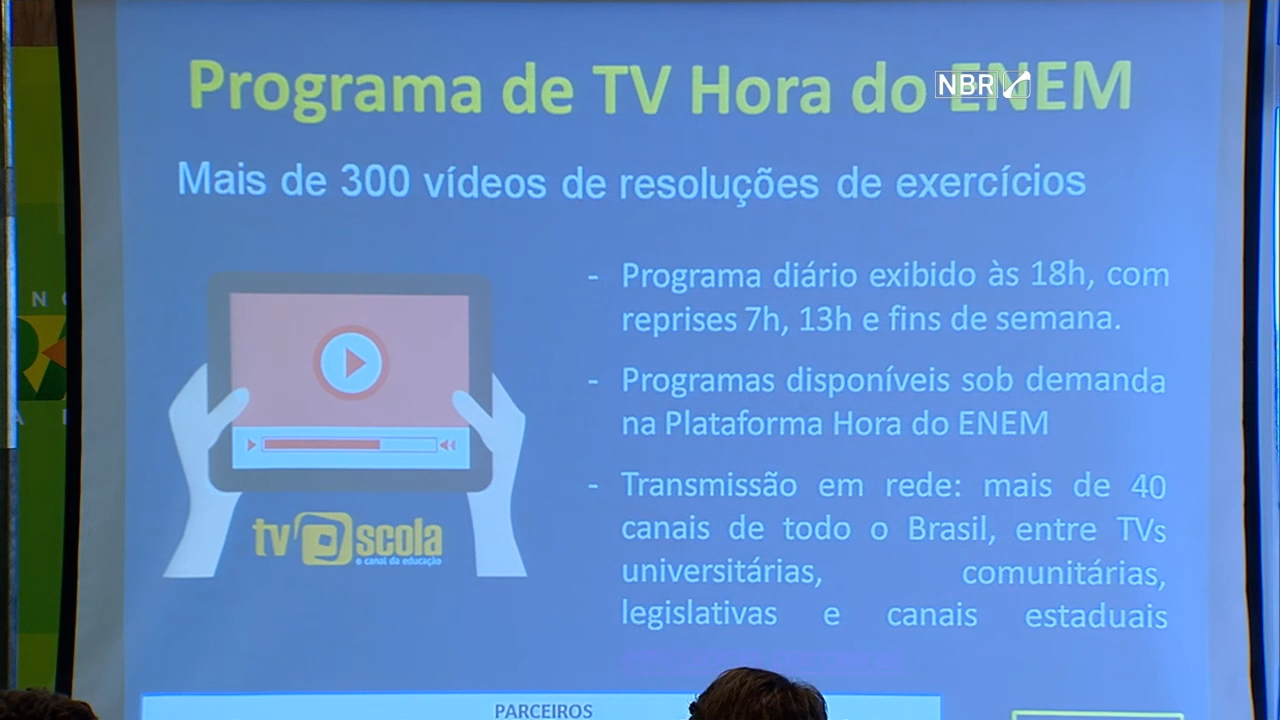 Programa de TV Hora do ENEM
NBR
Mais de 300 vídeos de resoluções de exercícios
- Programa diário exibido às 18h, com
reprises 7h, 13h e fins de semana.
- Programas disponíveis sob demanda
na Plataforma Hora do ENEM
- Transmissão em rede: mais de 40
canais de todo o Brasil, entre TVs
universitárias, comunitárias,
legislativas e canais estaduais
tv escola
o canal da educação
PARCEIROS